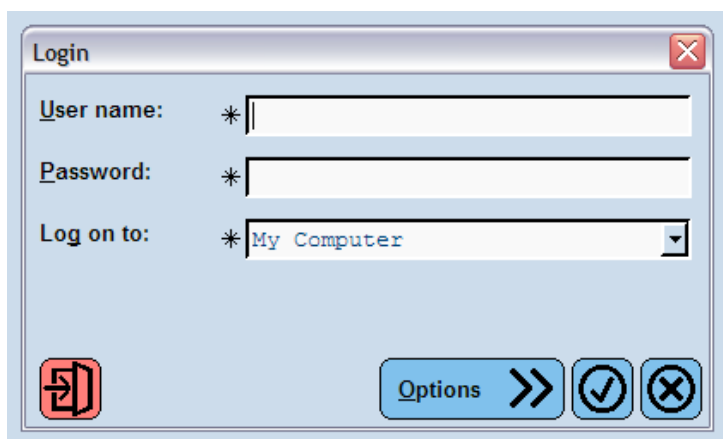 Login
User name: *
Password: *
Log on to: * My Computer
Options